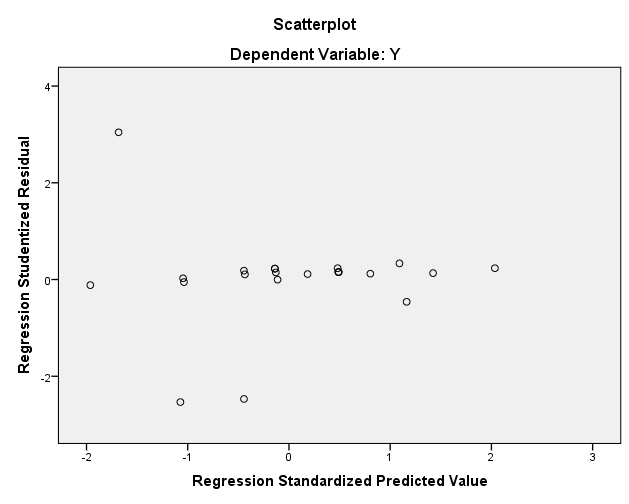 Scatterplot
Dependent Variable: Y
Regression Studentized Residual
4
2
0
-2
-2
-1
0
1
2
3
Regression Standardized Predicted Value